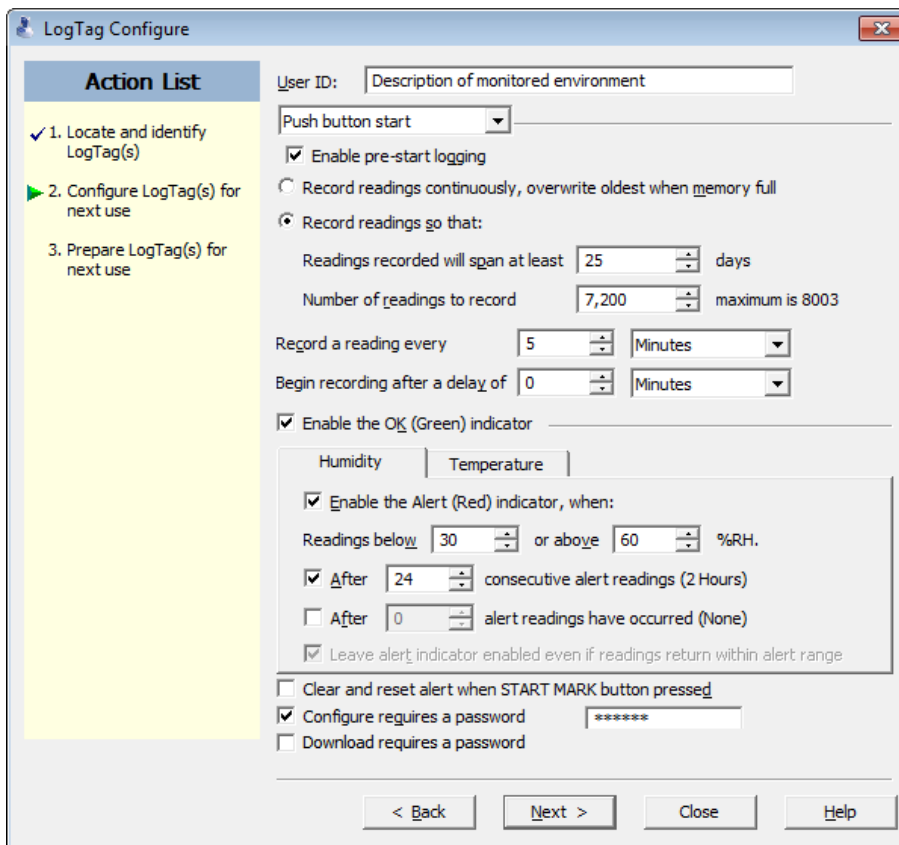 LogTag Configure
Action List
1. Locate and identify
LogTag(s)
2. Configure LogTag(s) for
next use
3. Prepare LogTag(s) for
next use
User ID: Description of monitored environment
Push button start
Enable pre-start logging
Record readings continuously, overwrite oldest when memory full
Record readings so that:
Readings recorded will span at least 25 days
Number of readings to record 7,200 maximum is 8003
Record a reading every 5 Minutes
Begin recording after a delay of 0 Minutes
Enable the OK (Green) indicator
Humidity Temperature
Enable the Alert (Red) indicator, when:
Readings below 30 or above 60 %RH.
After 24 consecutive alert readings (2 Hours)
After 0 alert readings have occurred (None)
Leave alert indicator enabled even if readings return within alert range
Clear and reset alert when START MARK button pressed
Configure requires a password ******
Download requires a password
< Back Next > Close Help